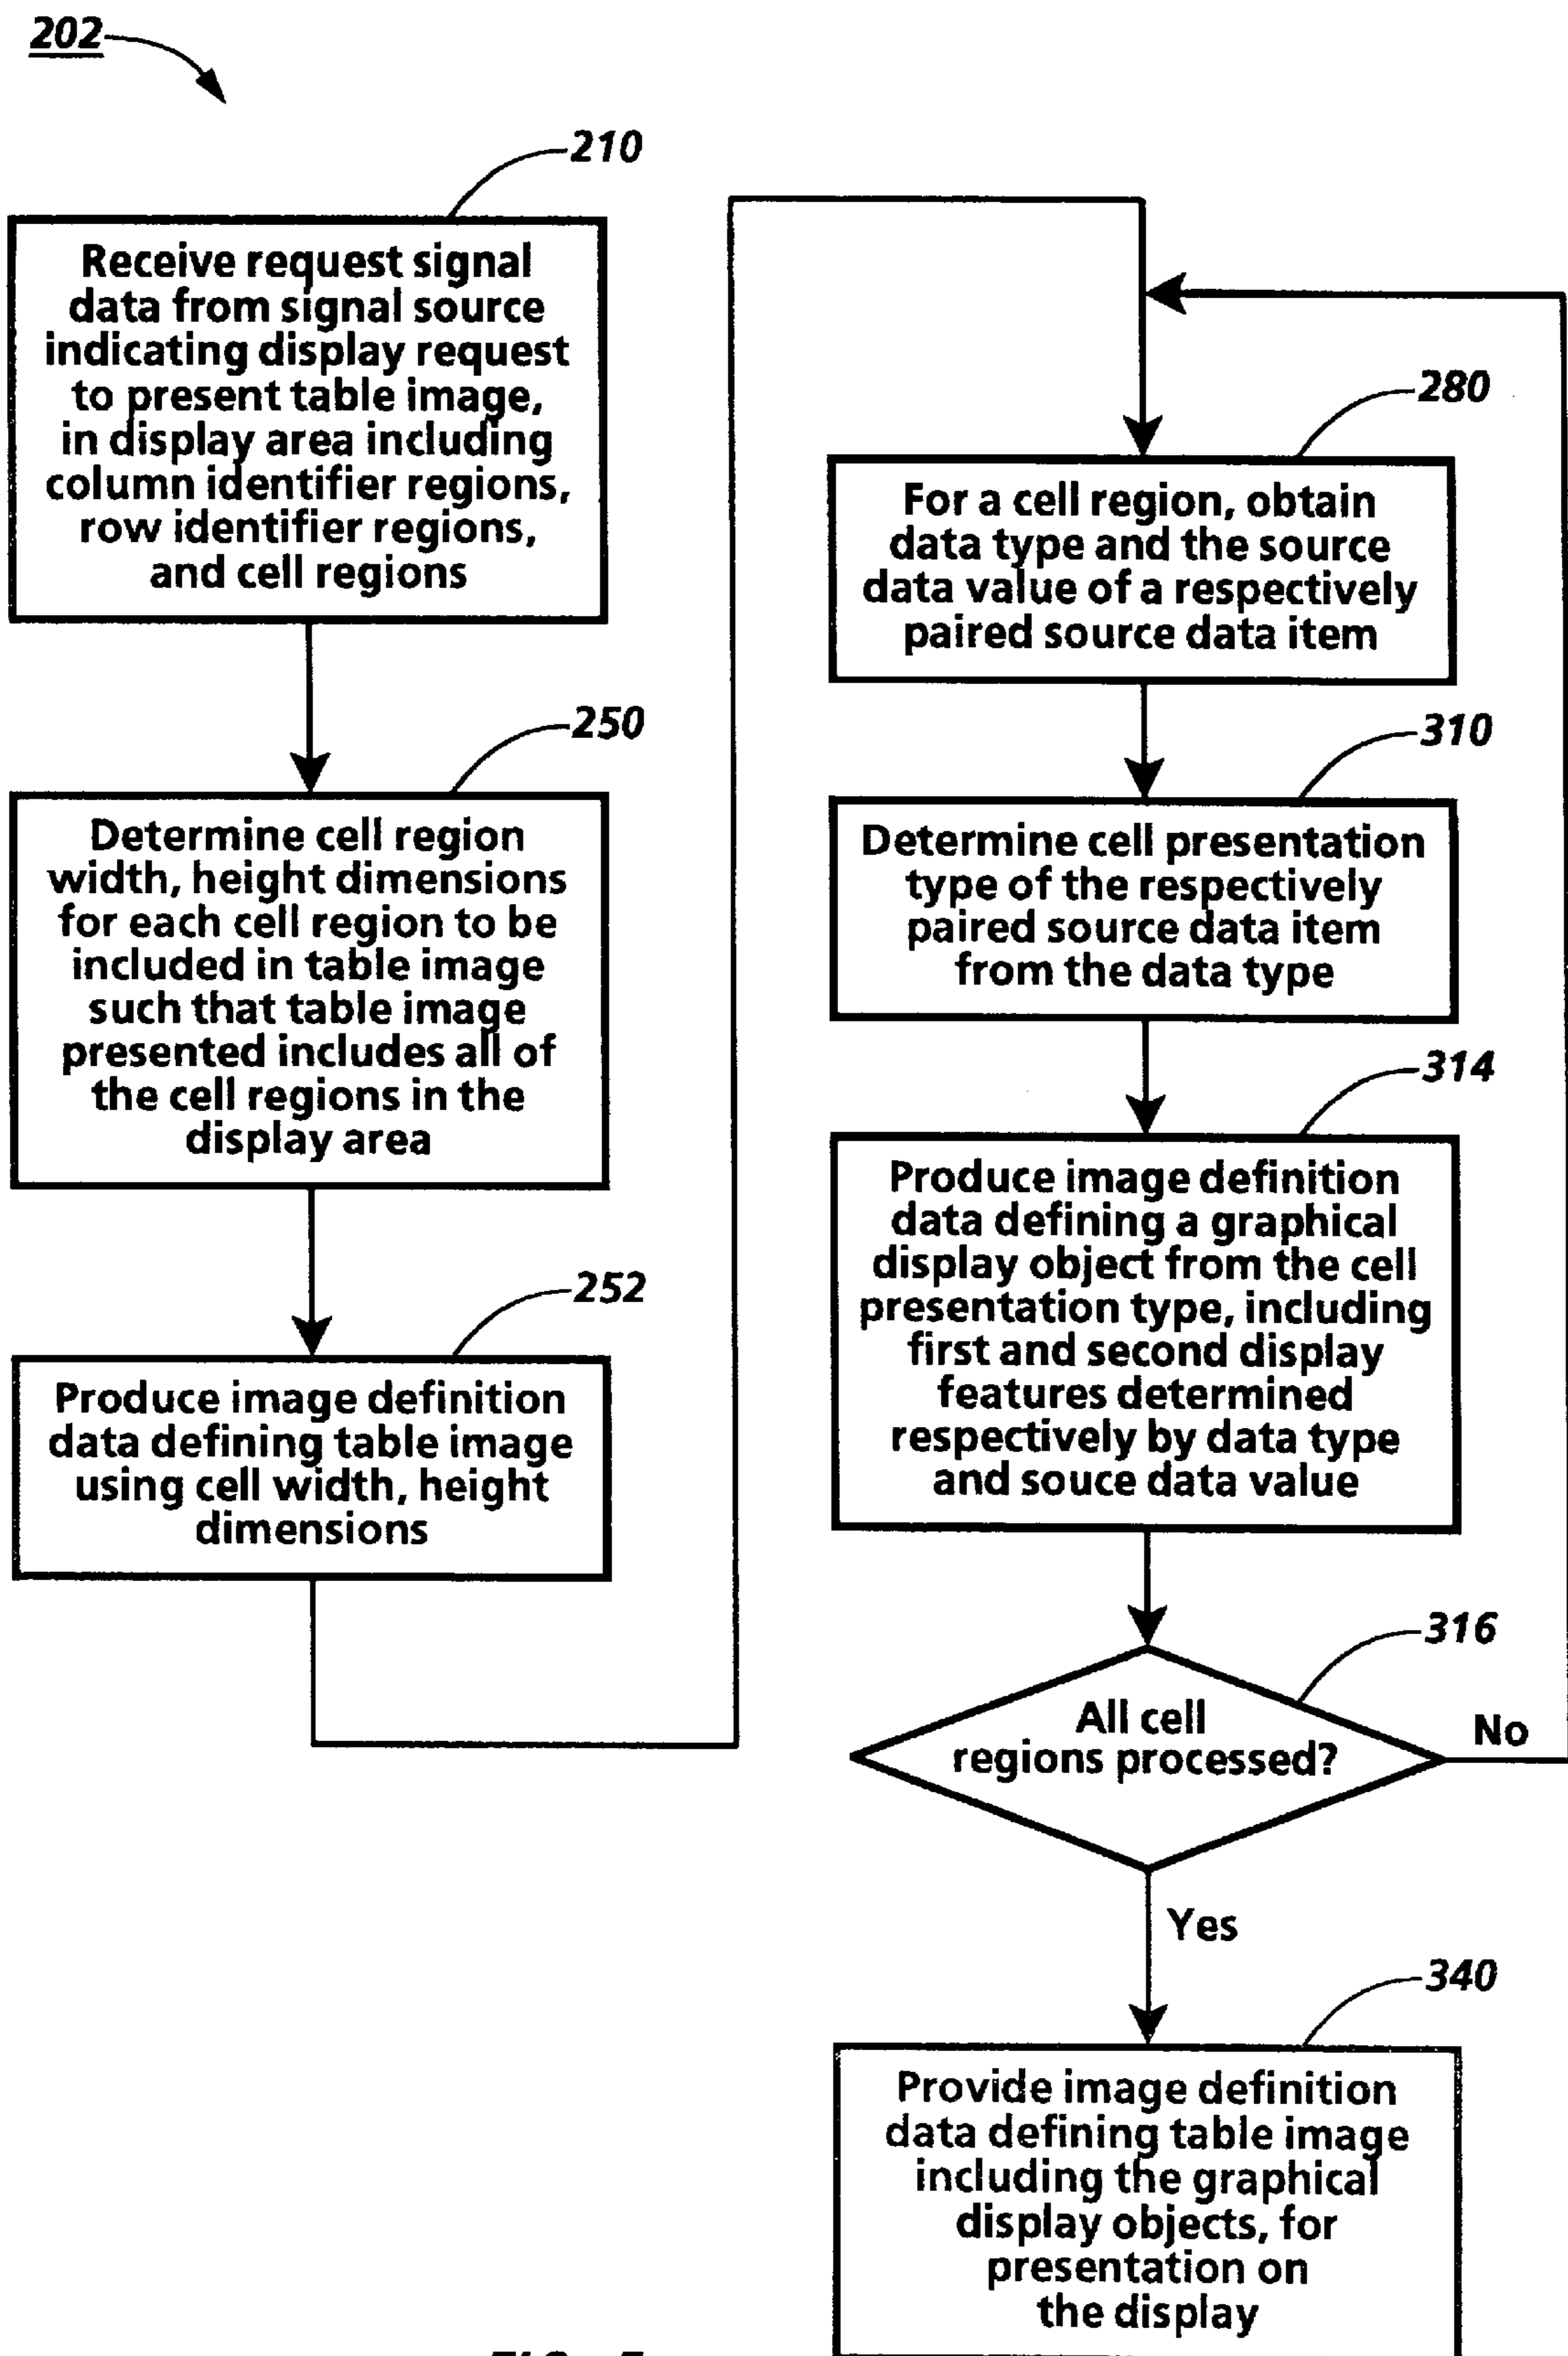 202
210
Receive request signal
data from signal source
indicating display request
to present table image,
in display area including
column identifier regions,
row identifier regions,
and cell regions
250
Determine cell region
width, height dimensions
for each cell region to be
included in table image
such that table image
presented includes all of
the cell regions in the
display area
252
Produce image definition
data defining table image
using cell width, height
dimensions
280
For a cell region, obtain
data type and the source
data value of a respectively
paired source data item
310
Determine cell presentation
type of the respectively
paired source data item
from the data type
314
Produce image definition
data defining a graphical
display object from the cell
presentation type, including
first and second display
features determined
respectively by data type
and souce data value
316
All cell
regions processed?
No
Yes
340
Provide image definition
data defining table image
including the graphical
display objects, for
presentation on
the display